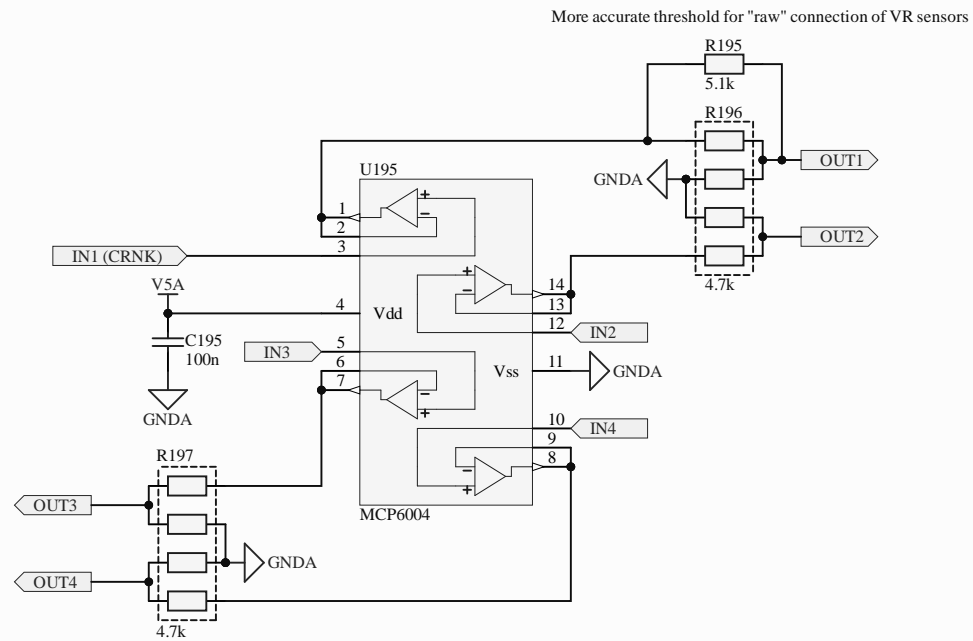 More accurate threshold for "raw" connection of VR sensors
R195
5.1k
R196
U195
OUT1
GNDA
1
+
2
−
3
IN1 (CRNK)
OUT2
+
14
−
13
4.7k
V5A
4
Vdd
12
IN2
C195
100n
IN3
5
6
Vss
11
GNDA
7
−
+
GNDA
10
IN4
9
8
−
+
R197
MCP6004
OUT3
GNDA
OUT4
4.7k